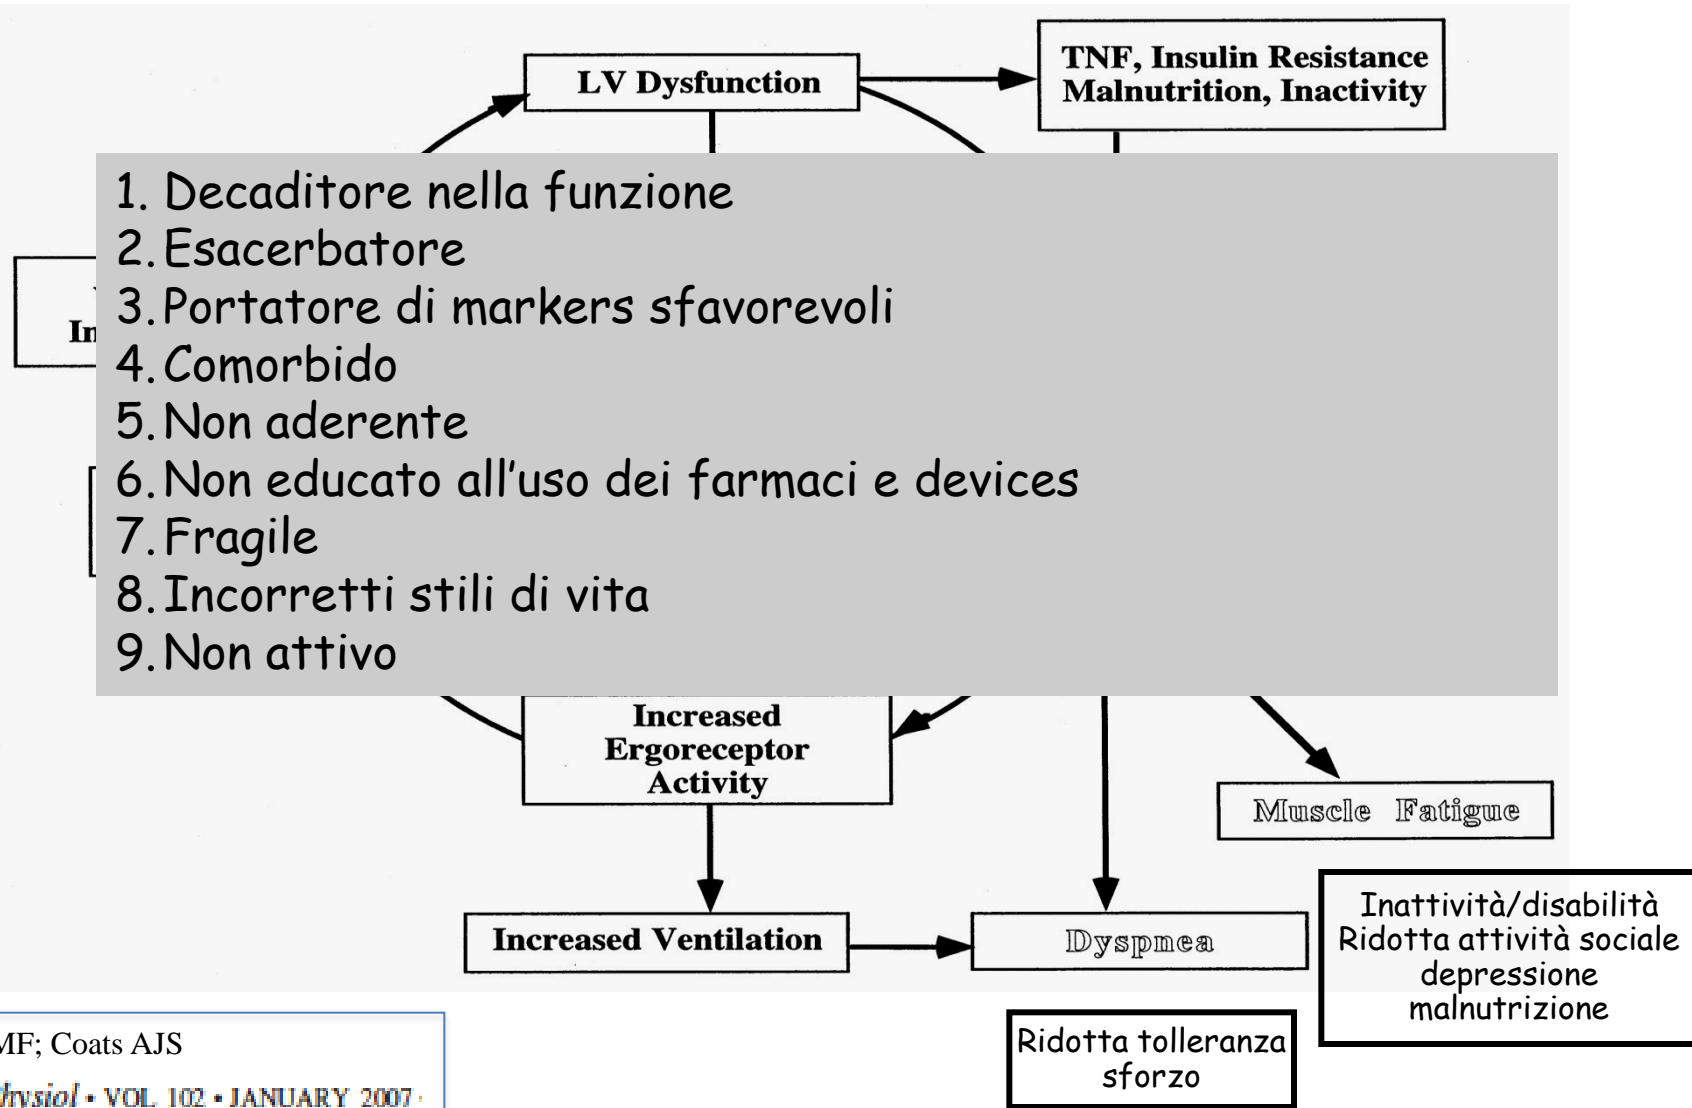 LV Dysfunction
TNF, Insulin Resistance
Malnutrition, Inactivity
1. Decaditore nella funzione
2. Esacerbatore
3. Portatore di markers sfavorevoli
4. Comorbido
5. Non aderente
6. Non educato all'uso dei farmaci e devices
7. Fragile
8. Incorretti stili di vita
9. Non attivo
Increased
Ergoreceptor
Activity
Muscle Fatigue
Increased Ventilation
Dyspnea
Inattività/disabilità
Ridotta attività sociale
depressione
malnutrizione
Ridotta tolleranza
sforzo
MF; Coats AJS
hysiol • VOL 102 • JANUARY 2007